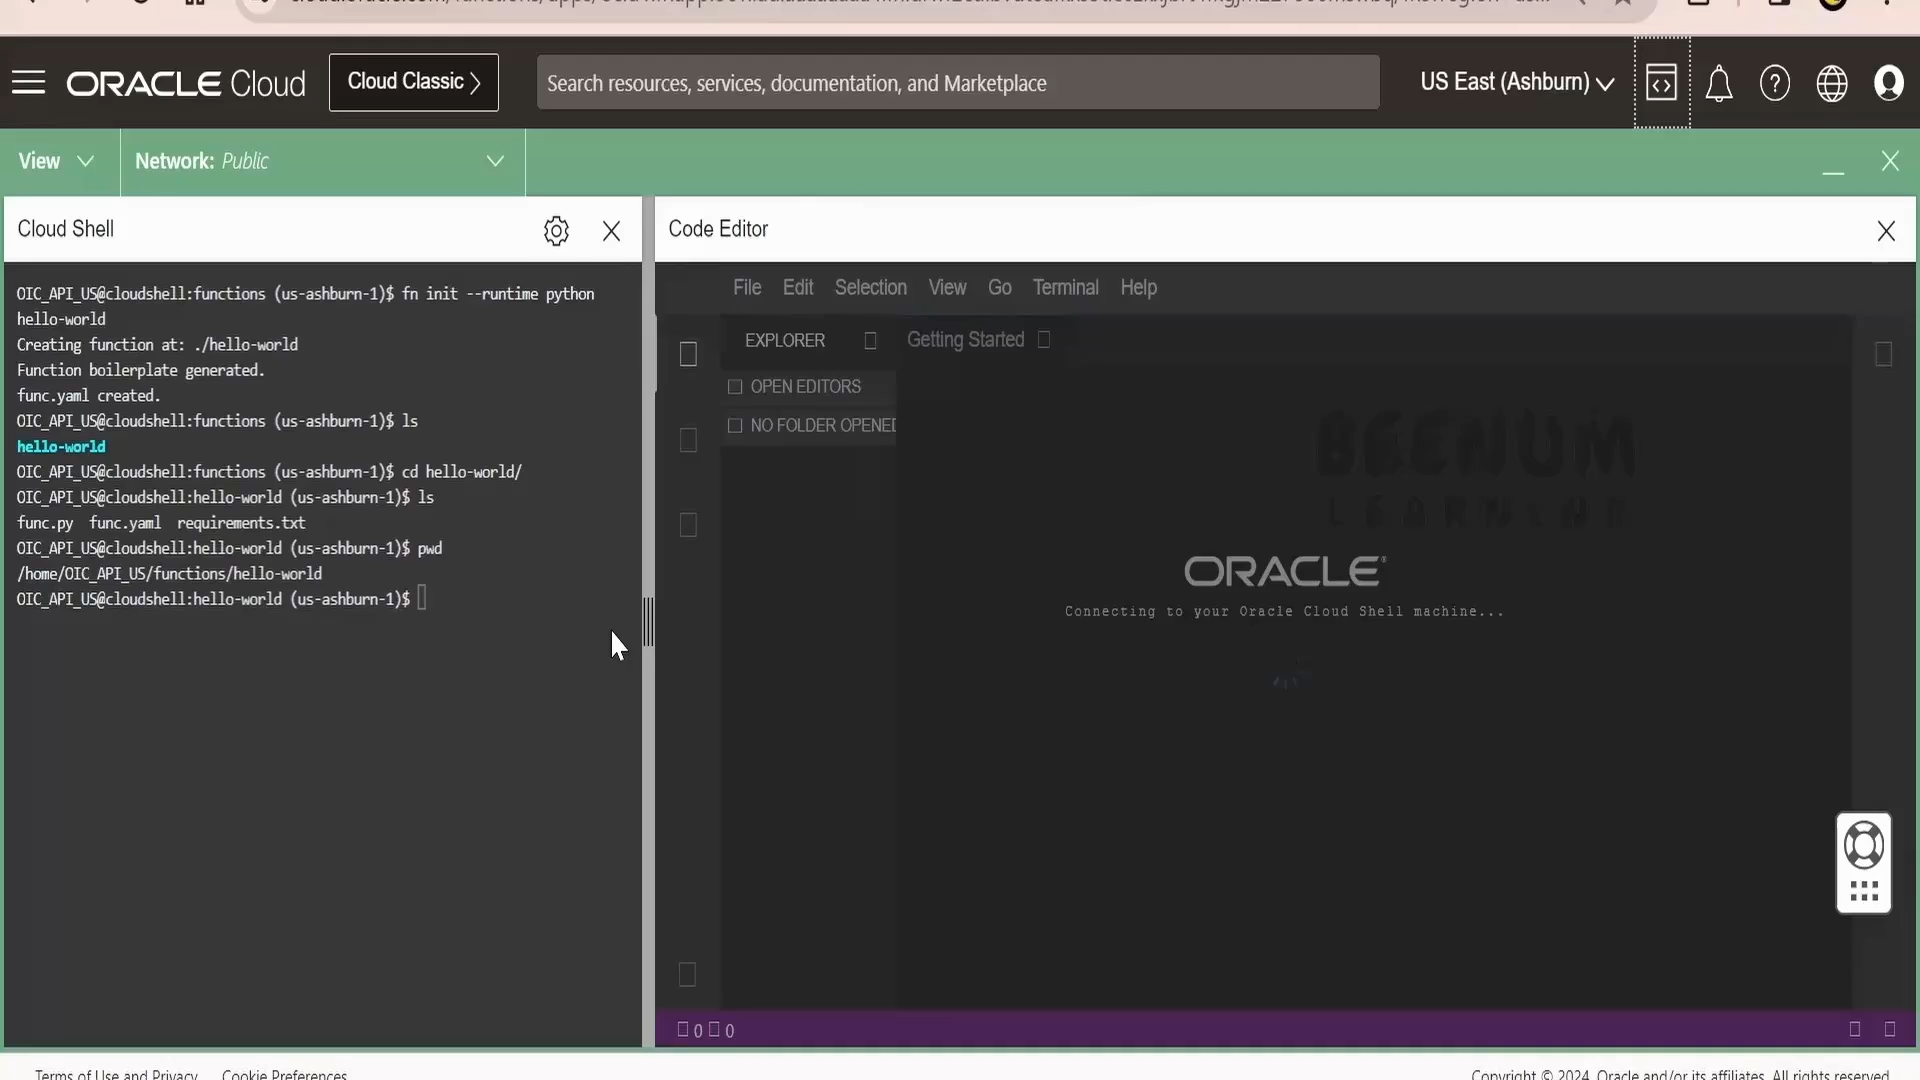 ORACLE Cloud
Cloud Classic
Search resources, services, documentation, and Marketplace
US East (Ashburn)
View
Network: Public
Cloud Shell
OIC_API_US@cloudshell:functions (us-ashburn-1)$ fn init --runtime python
hello-world
Creating function at: ./hello-world
Function boilerplate generated.
func.yaml created.
OIC_API_US@cloudshell:functions (us-ashburn-1)$ ls
hello-world
OIC_API_US@cloudshell:functions (us-ashburn-1)$ cd hello-world/
OIC_API_US@cloudshell:hello-world (us-ashburn-1)$ ls
func.py func.yaml requirements.txt
OIC_API_US@cloudshell:hello-world (us-ashburn-1)$ pwd
/home/OIC_API_US/functions/hello-world
OIC_API_US@cloudshell:hello-world (us-ashburn-1)$
Code Editor
File Edit Selection View Go Terminal Help
EXPLORER
Getting Started
OPEN EDITORS
NO FOLDER OPENED
BEENUM
LEARNING
ORACLE
Connecting to your Oracle Cloud Shell machine...
0 0
Terms of Use and Privacy Cookie Preferences
Copyright © 2024, Oracle and/or its affiliates. All rights reserved.